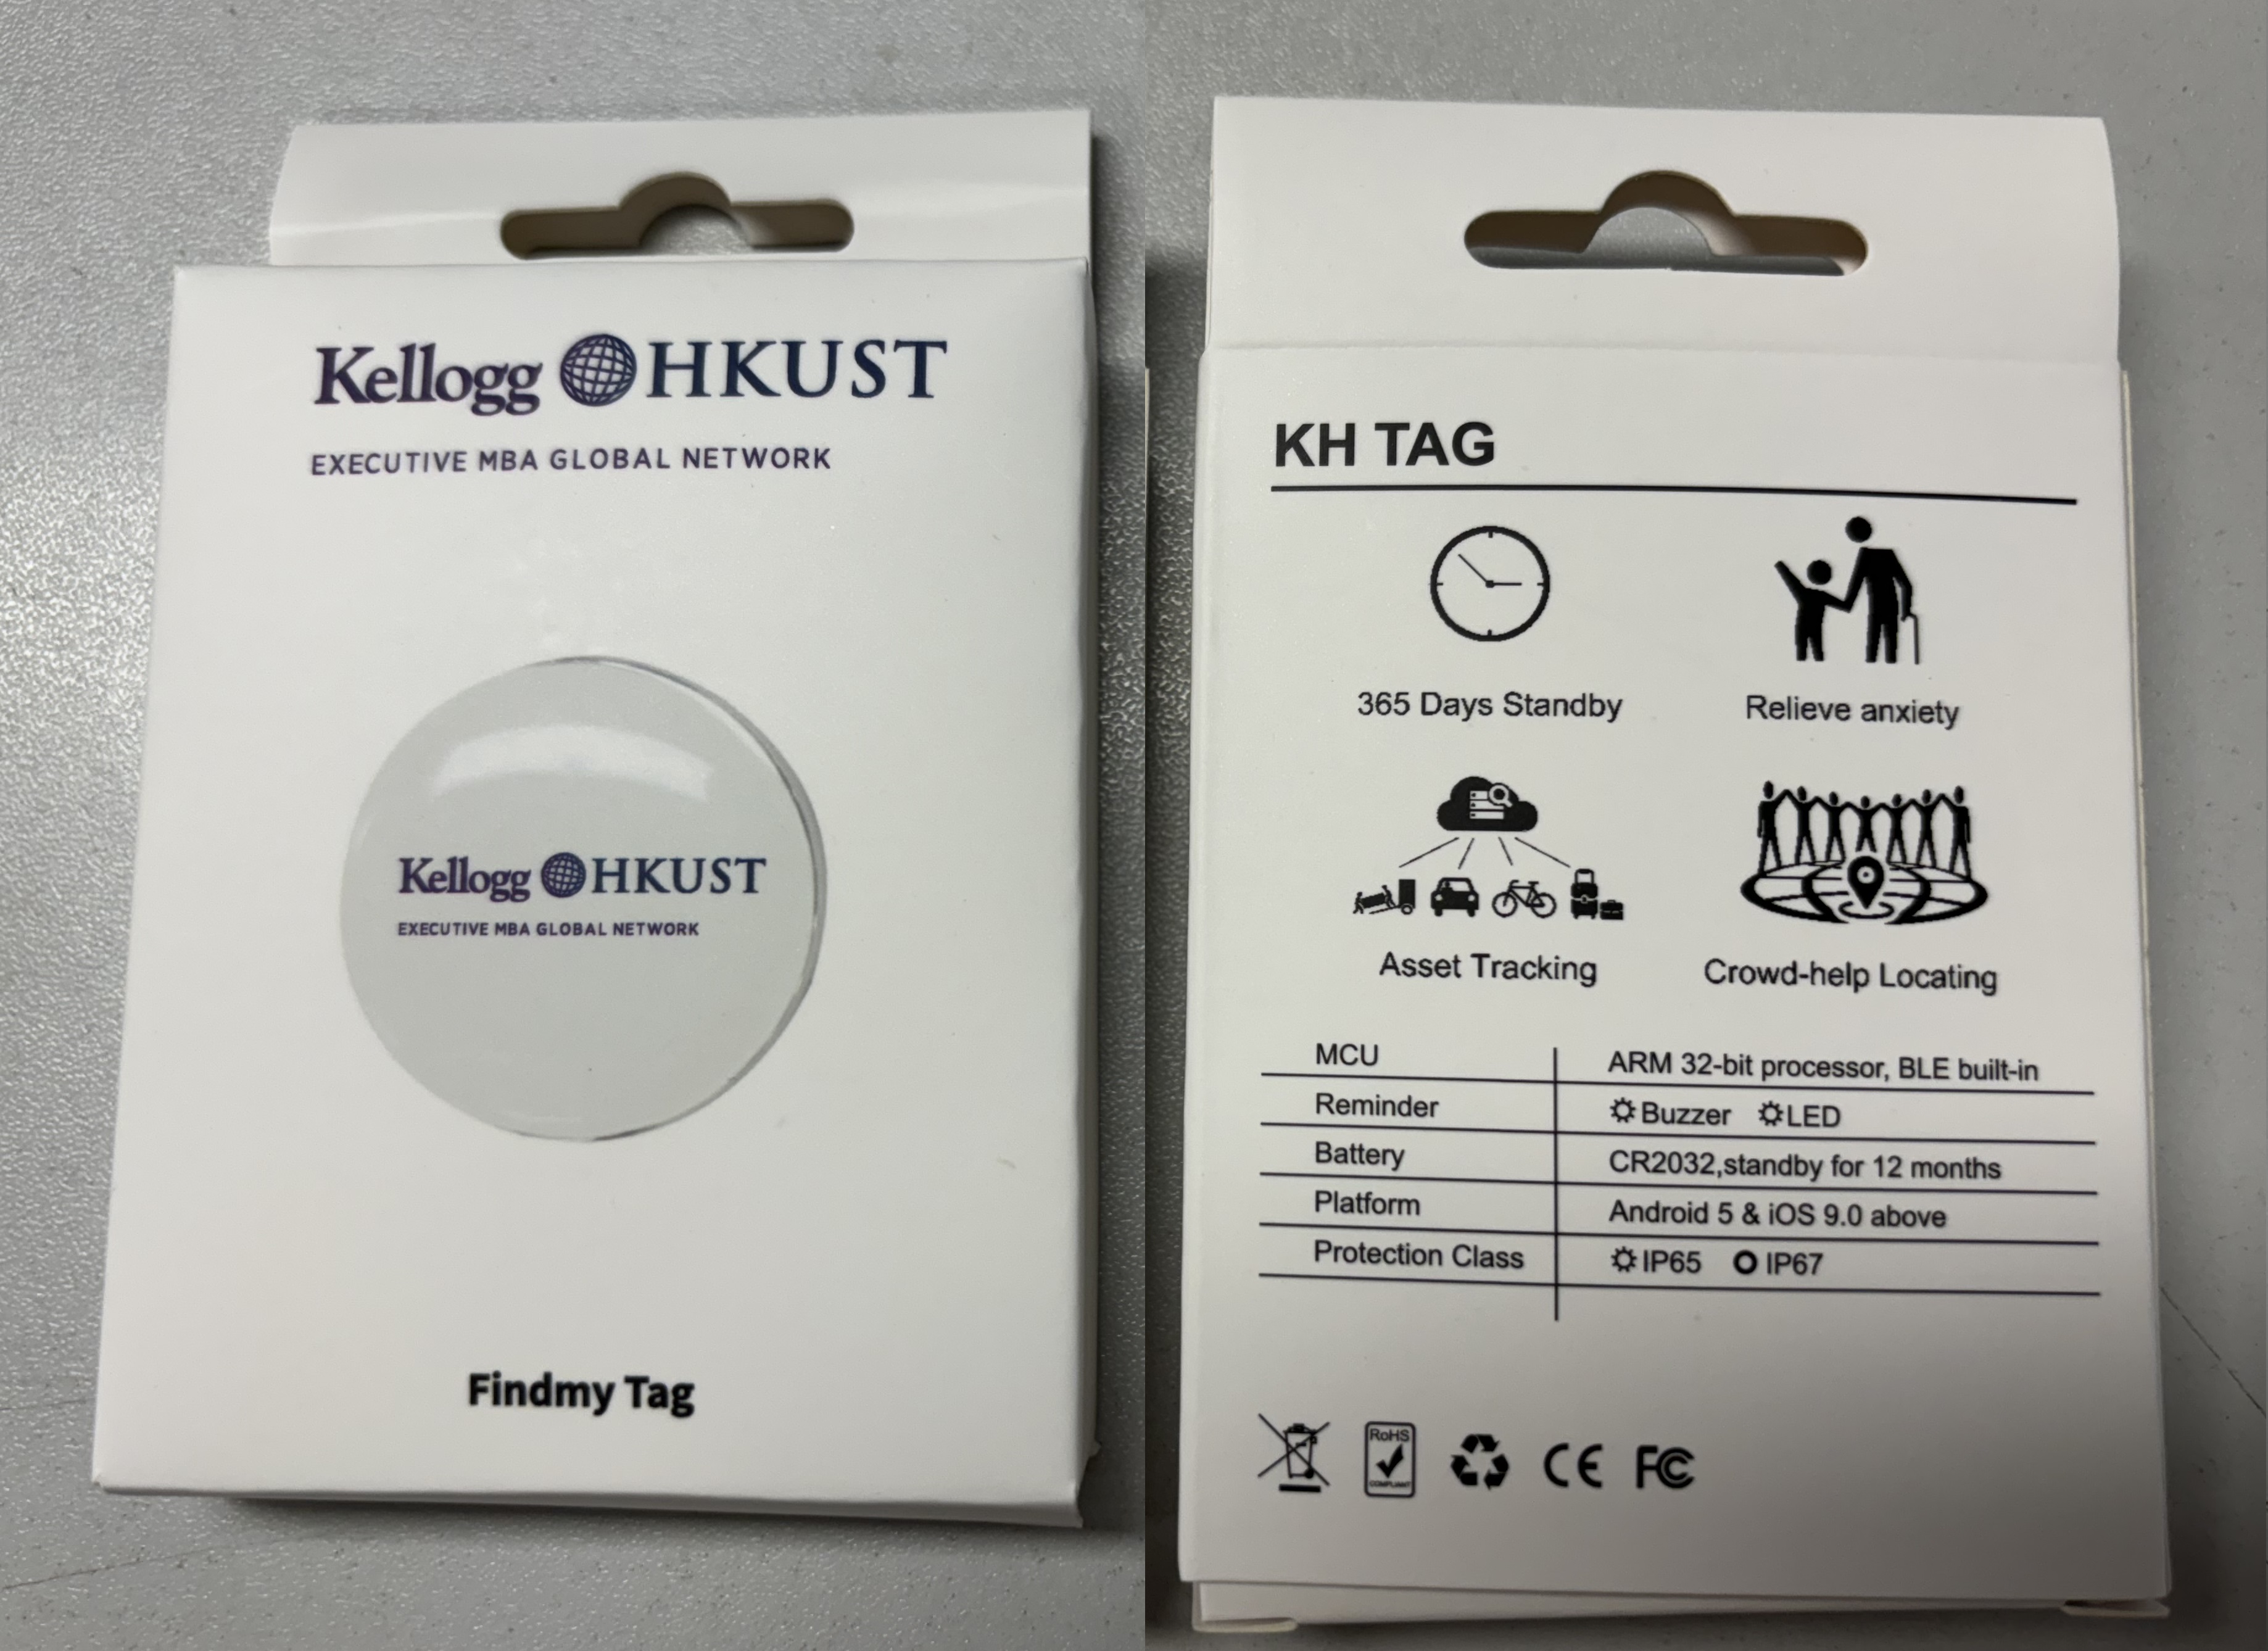 Kellogg HKUST
EXECUTIVE MBA GLOBAL NETWORK
Kellogg HKUST
EXECUTIVE MBA GLOBAL NETWORK
Findmy Tag
KH TAG
365 Days Standby
Relieve anxiety
Asset Tracking
Crowd-help Locating
MCU ARM 32-bit processor, BLE built-in
Reminder Buzzer LED
Battery CR2032,standby for 12 months
Platform Android 5 & iOS 9.0 above
Protection Class IP65 IP67
RoHS
COMPLIANT
CE FC